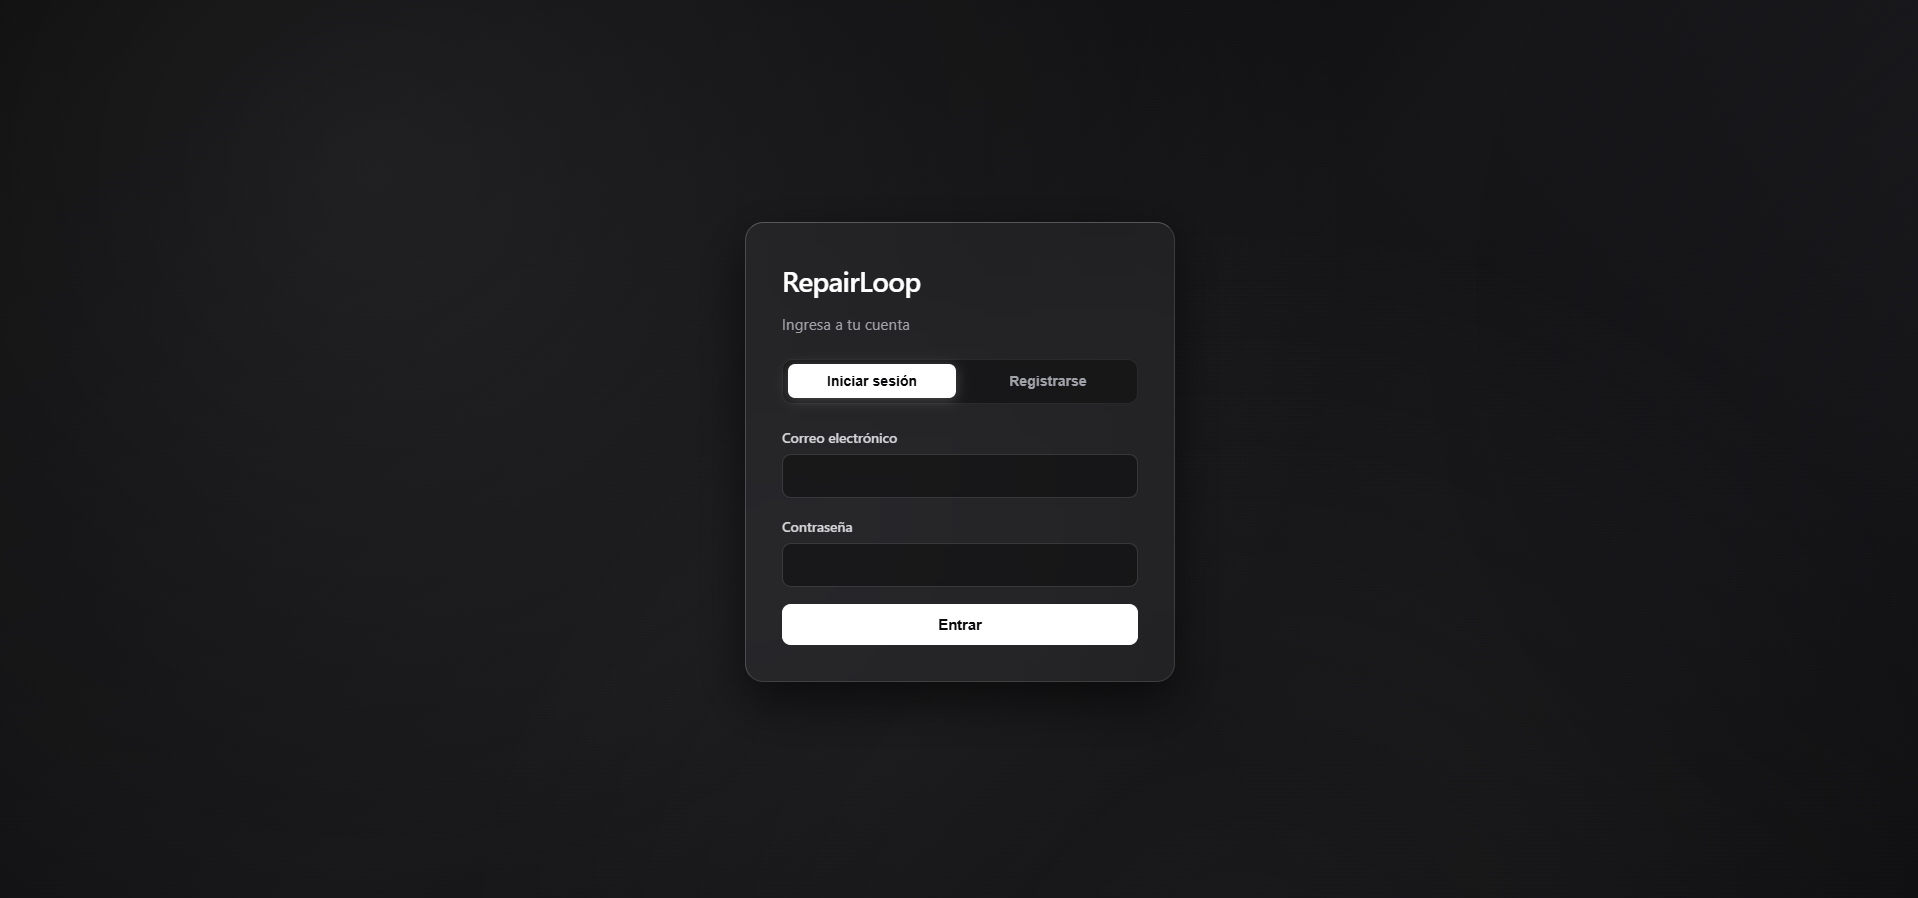 RepairLoop
Ingresa a tu cuenta
Iniciar sesión Registrarse
Correo electrónico
Contraseña
Entrar